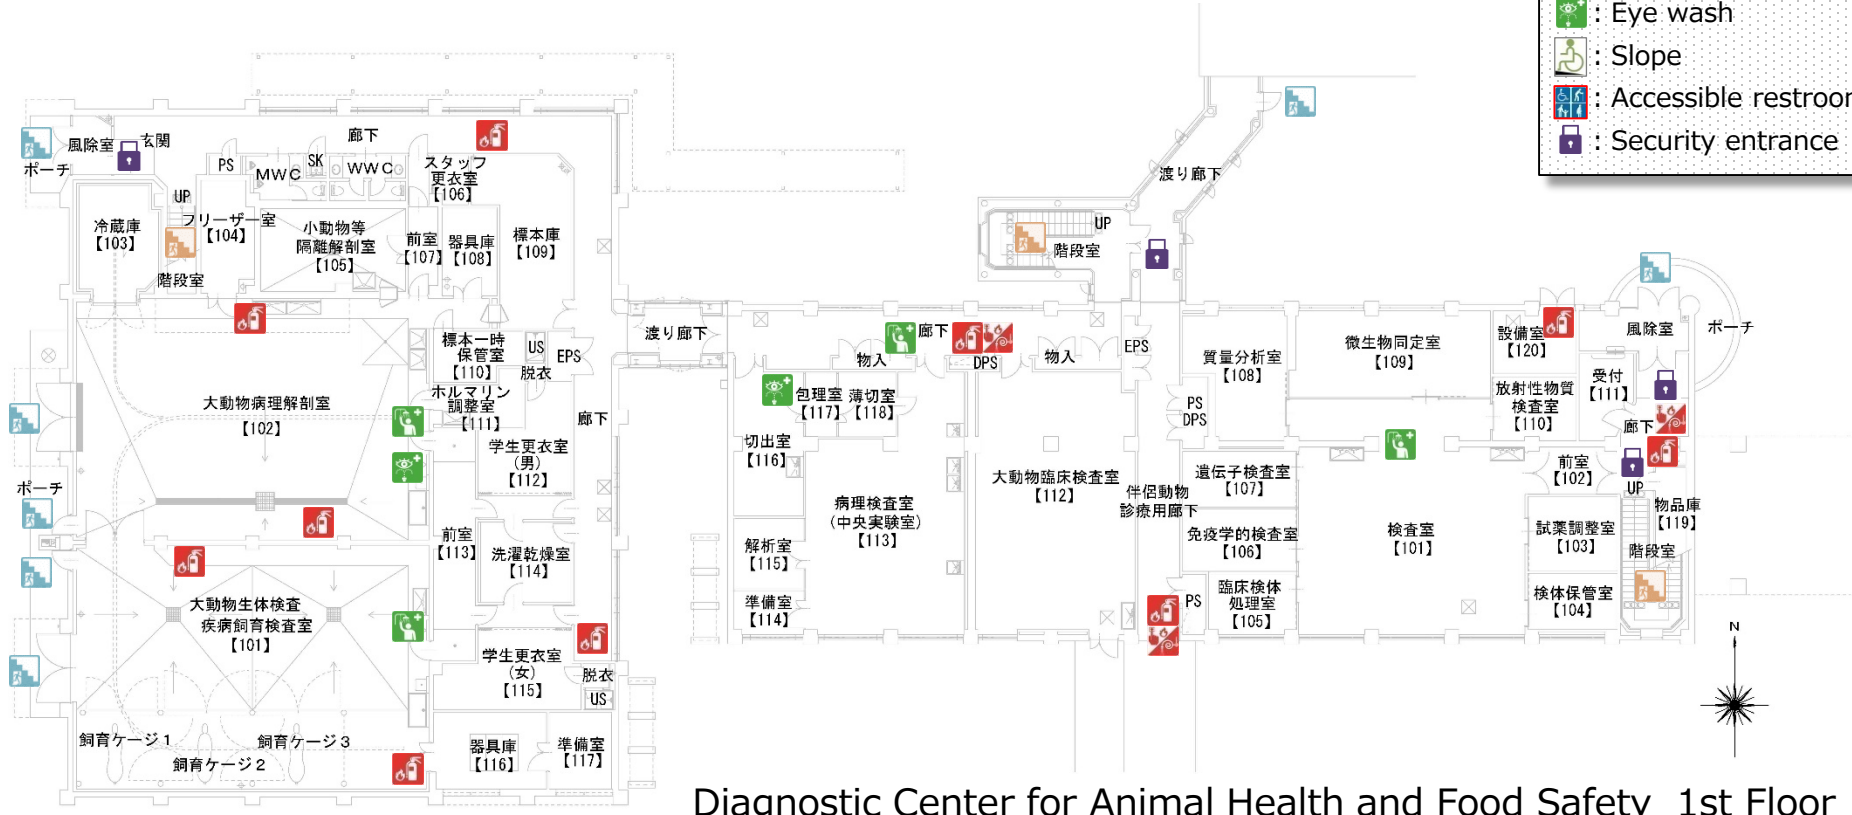 : Eye wash
: Slope
: Accessible restroor
: Security entrance
風除室
玄関
ポーチ
廊下
PS
MWC
SK
WWC
スタッフ
更衣室
【106】
UP
冷蔵庫
【103】
フリーザー室
【104】
小動物等
隔離解剖室
【105】
前室
【107】
器具庫
【108】
標本庫
【109】
階段室
渡り廊下
UP
階段室
標本一時
保管室
【110】
US
脱衣
EPS
渡り廊下
ホルマリン
調整室
【111】
廊下
大動物病理解剖室
【102】
学生更衣室
(男)
【112】
ポーチ
前室
【113】
洗濯乾燥室
【114】
大動物生体検査
疾病飼育検査室
【101】
学生更衣室
(女)
【115】
脱衣
US
飼育ケージ1
飼育ケージ2
飼育ケージ3
器具庫
【116】
準備室
【117】
廊下
物入
DPS
物入
EPS
包理室
【117】
薄切室
【118】
切出室
【116】
病理検査室
(中央実験室)
【113】
大動物臨床検査室
【112】
伴侶動物
診療用廊下
解析室
【115】
準備室
【114】
質量分析室
【108】
微生物同定室
【109】
設備室
【120】
風除室
ポーチ
受付
【111】
放射性物質
検査室
【110】
PS
DPS
廊下
遺伝子検査室
【107】
前室
【102】
UP
物品庫
【119】
免疫学的検査室
【106】
検査室
【101】
試薬調整室
【103】
階段室
PS
臨床検体
処理室
【105】
検体保管室
【104】
N
Diagnostic Center for Animal Health and Food Safety 1st Floor